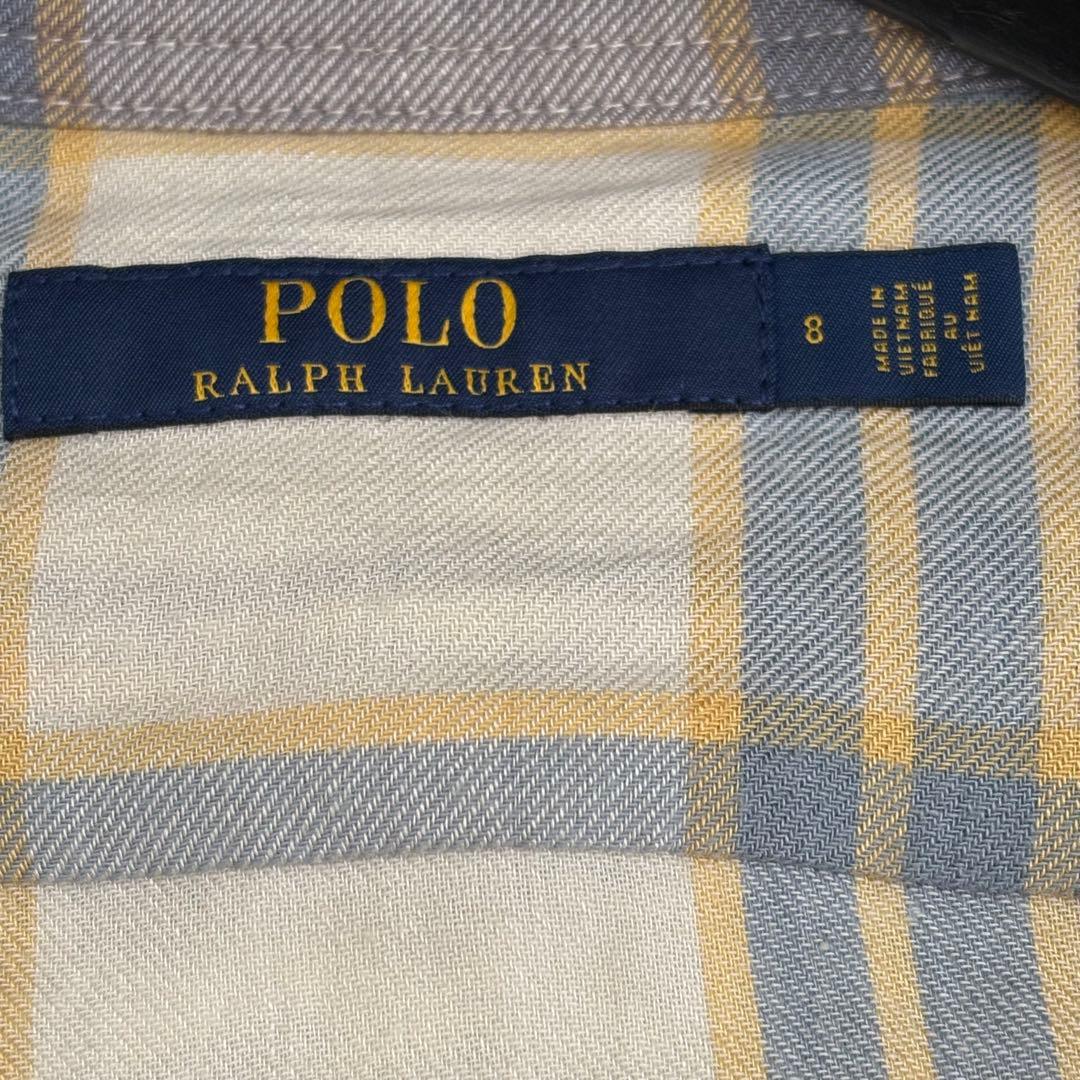 POLO
RALPH LAUREN
8
MADE IN
VIETNAM
FABRIQUÉ
AU
VIÊT NAM